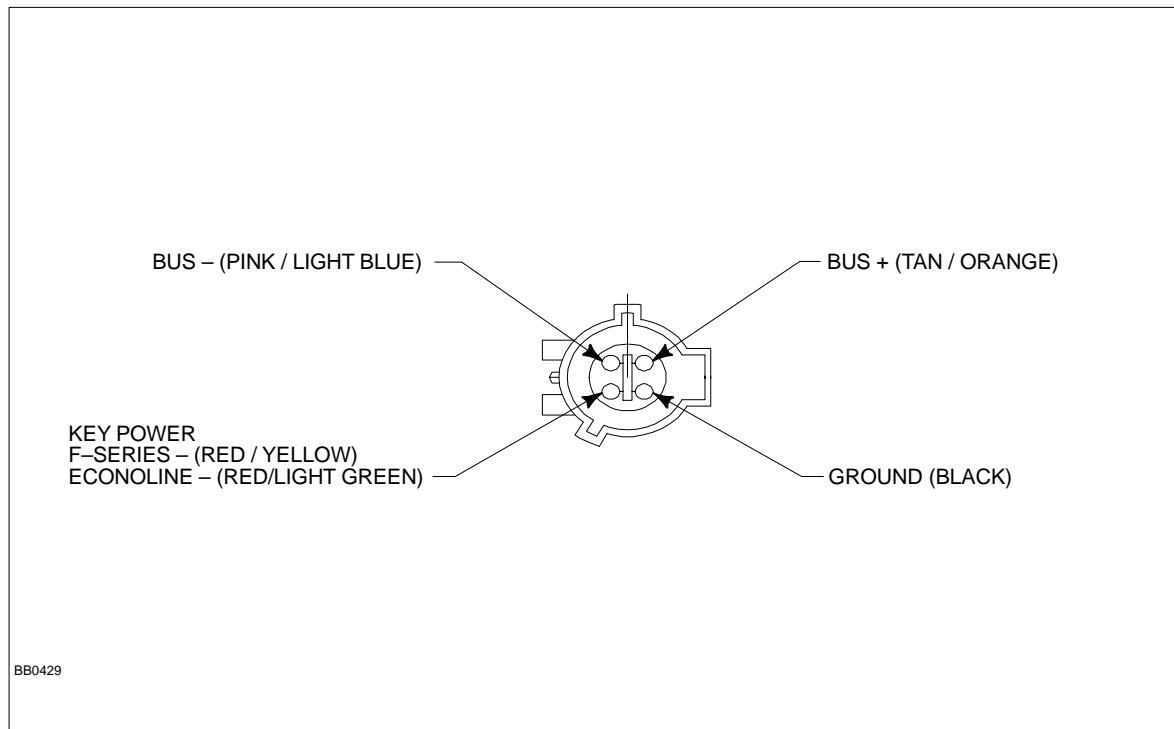 BUS – (PINK / LIGHT BLUE)
BUS + (TAN / ORANGE)
KEY POWER
F–SERIES – (RED / YELLOW)
ECONOLINE – (RED/LIGHT GREEN)
GROUND (BLACK)
BB0429